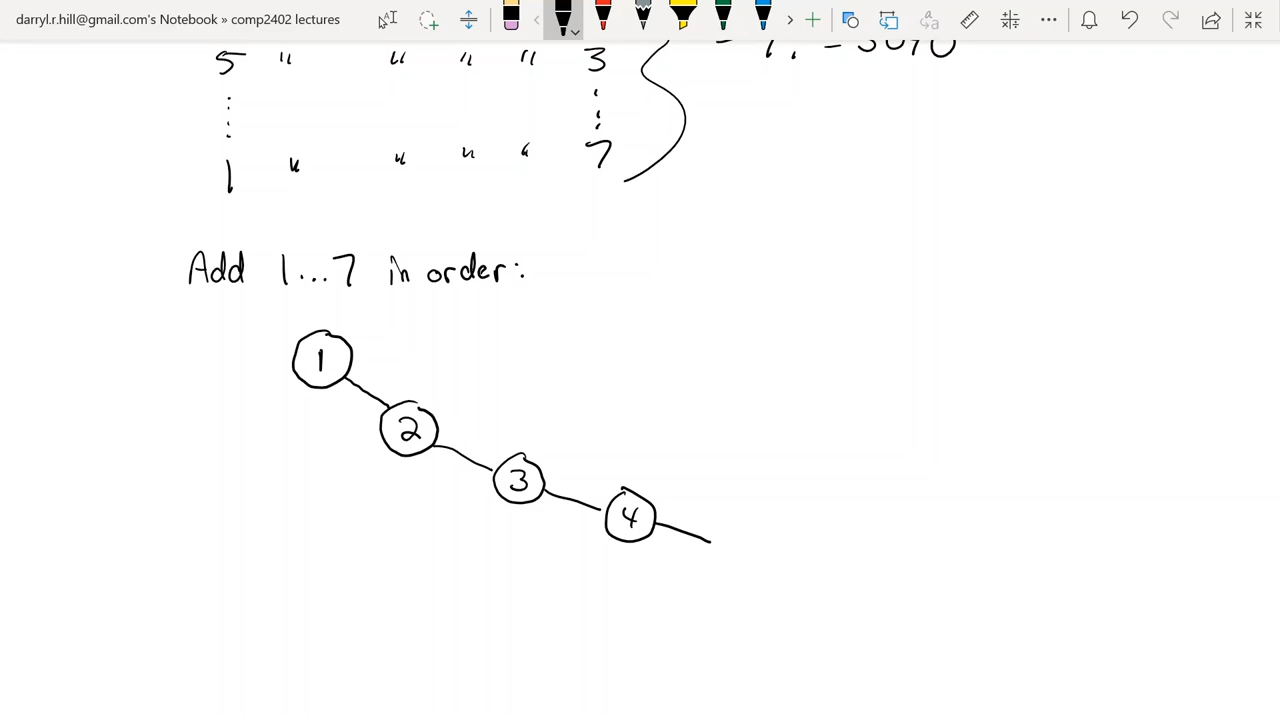 darryl.r.hill@gmail.com's Notebook » comp2402 lectures
5 " " " " 3
1 " " " " 7
Add 1...7 in order:
1
2
3
4